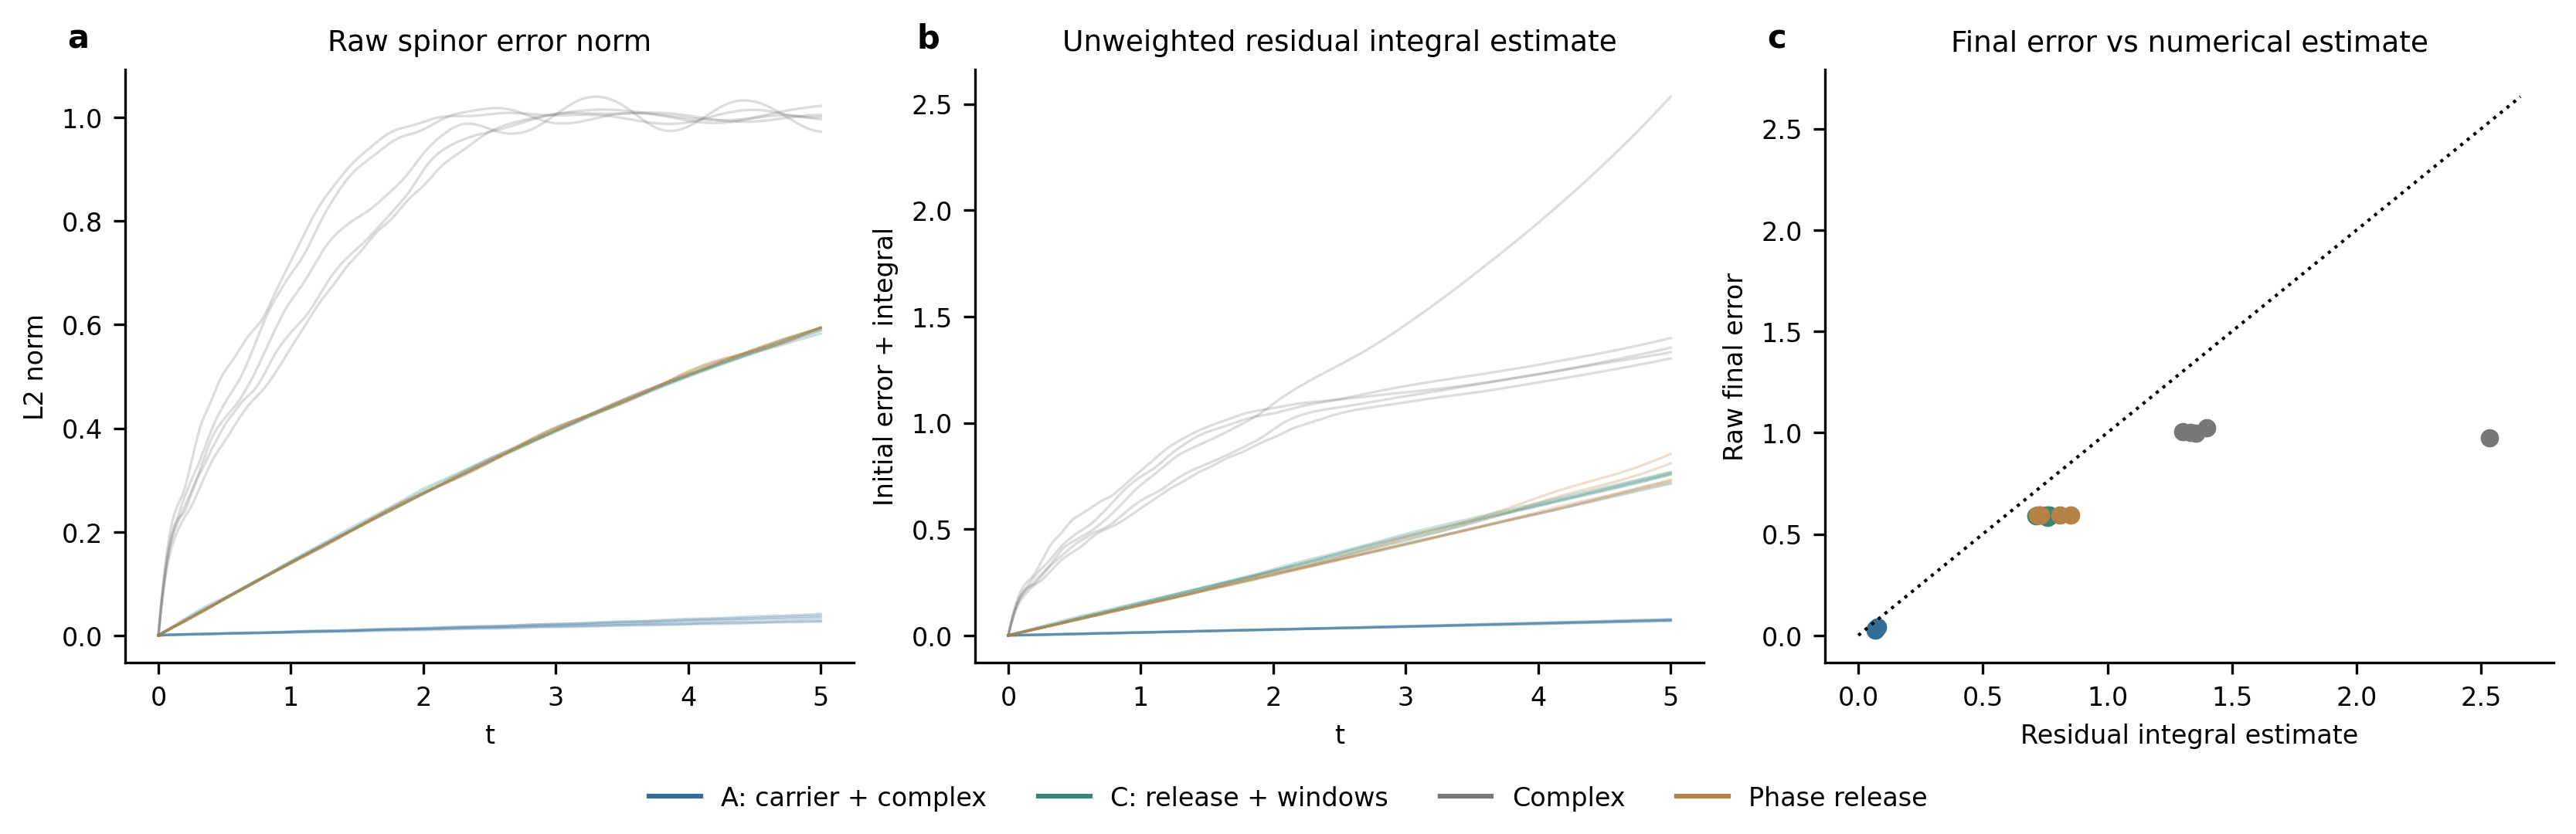 a
Raw spinor error norm
L2 norm
1.0
0.8
0.6
0.4
0.2
0.0
0 1 2 3 4 5
t
b
Unweighted residual integral estimate
Initial error + integral
2.5
2.0
1.5
1.0
0.5
0.0
0 1 2 3 4 5
t
c
Final error vs numerical estimate
Raw final error
2.5
2.0
1.5
1.0
0.5
0.0
0.0 0.5 1.0 1.5 2.0 2.5
Residual integral estimate
A: carrier + complex C: release + windows Complex Phase release